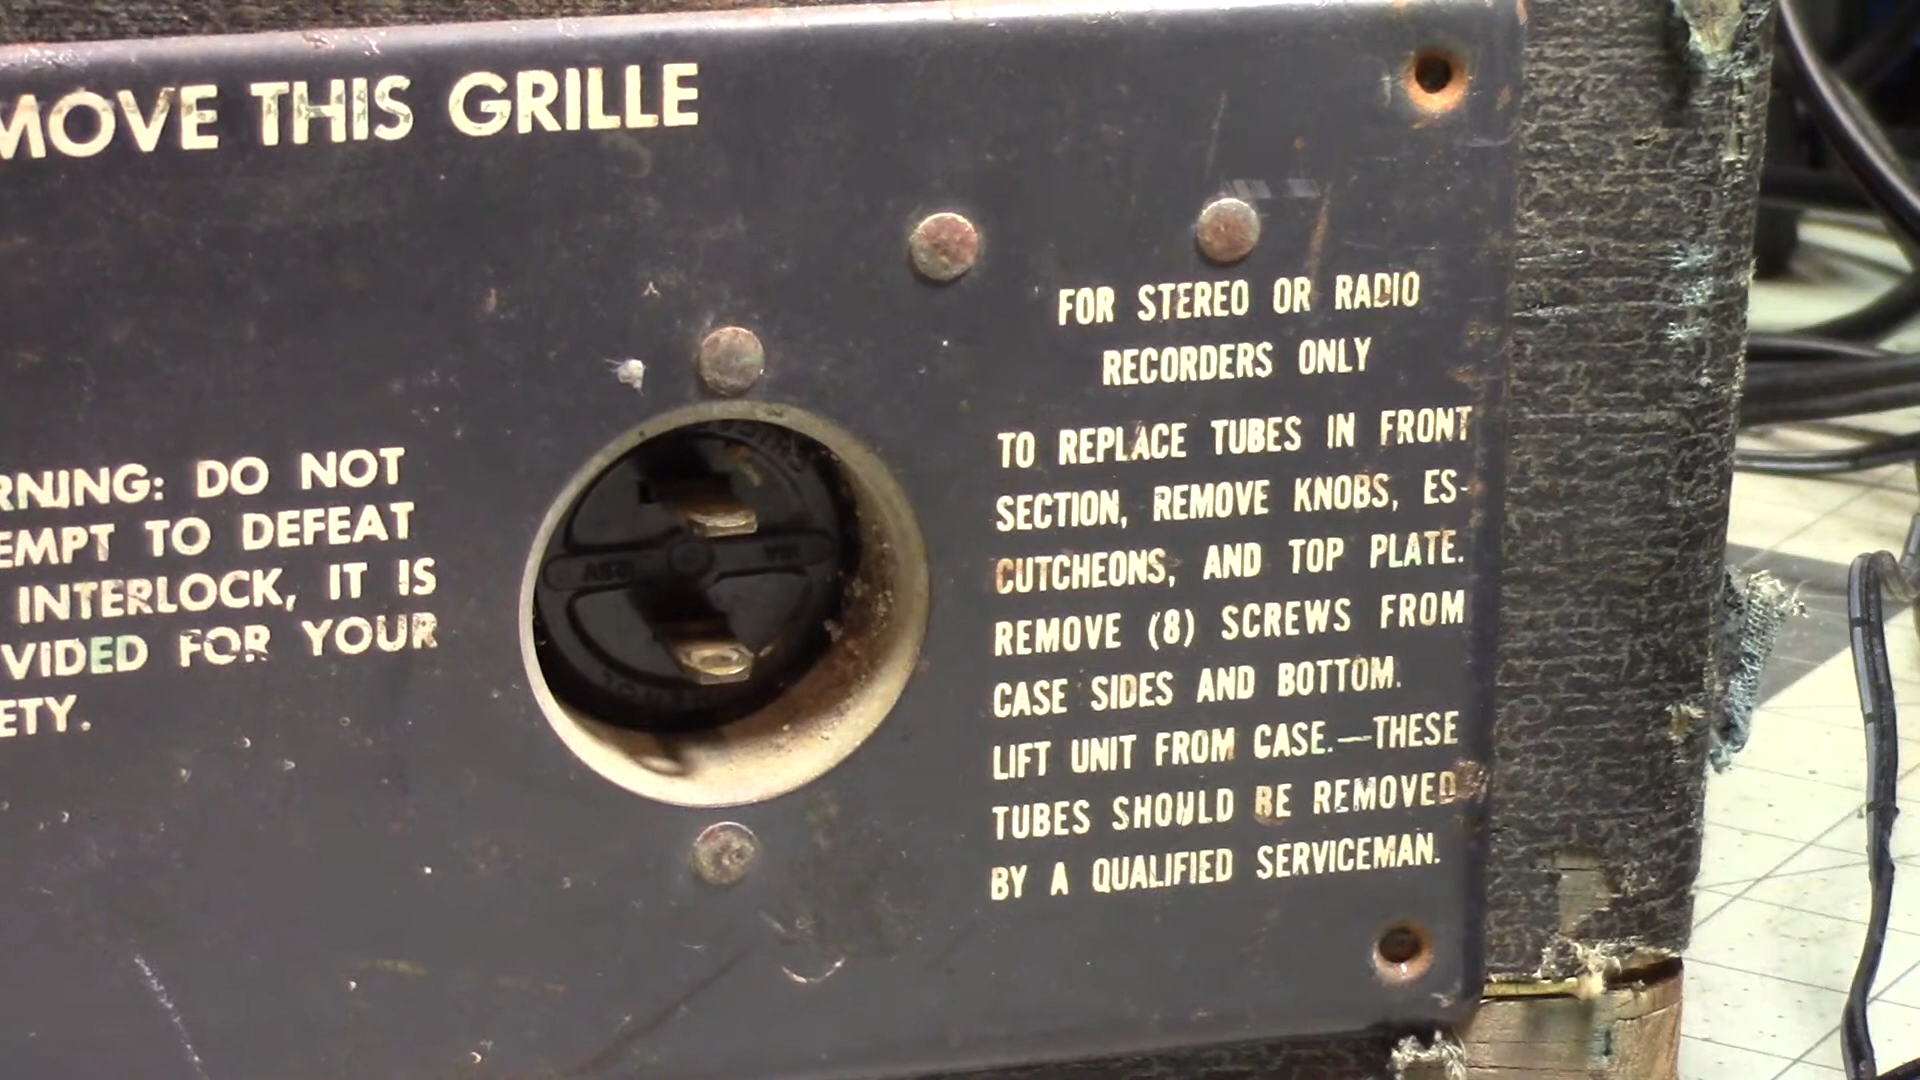 MOVE THIS GRILLE
RNING: DO NOT
EMPT TO DEFEAT
INTERLOCK, IT IS
VIDED FOR YOUR
ETY.
FOR STEREO OR RADIO
RECORDERS ONLY
TO REPLACE TUBES IN FRONT
SECTION, REMOVE KNOBS, ES-
CUTCHEONS, AND TOP PLATE.
REMOVE (8) SCREWS FROM
CASE SIDES AND BOTTOM.
LIFT UNIT FROM CASE.—THESE
TUBES SHOULD BE REMOVED
BY A QUALIFIED SERVICEMAN.